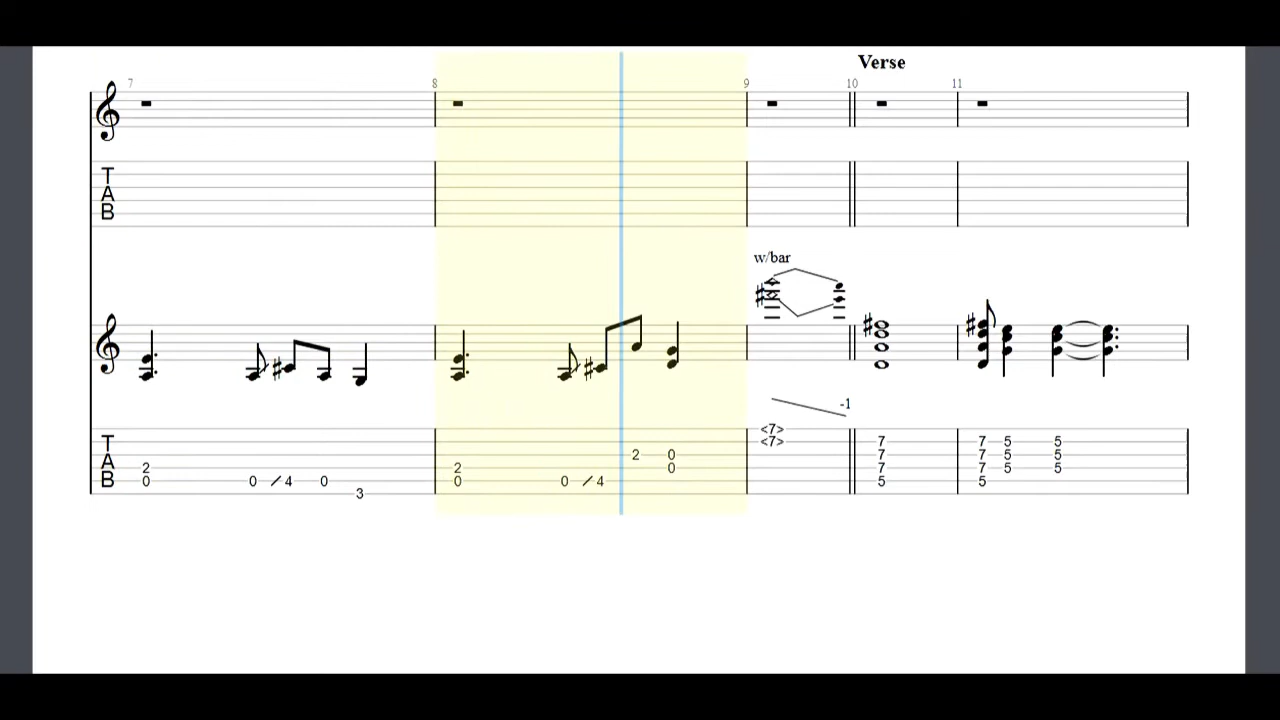 Verse
7 8 9 10 11
T
A
B
w/bar
-1
T
A
B
<7>
<7> 7 7 5 5
2 0 7 7 5 5
2 2 0 7 7 5 5
0 0 4 0 0 0 4 5 5
3